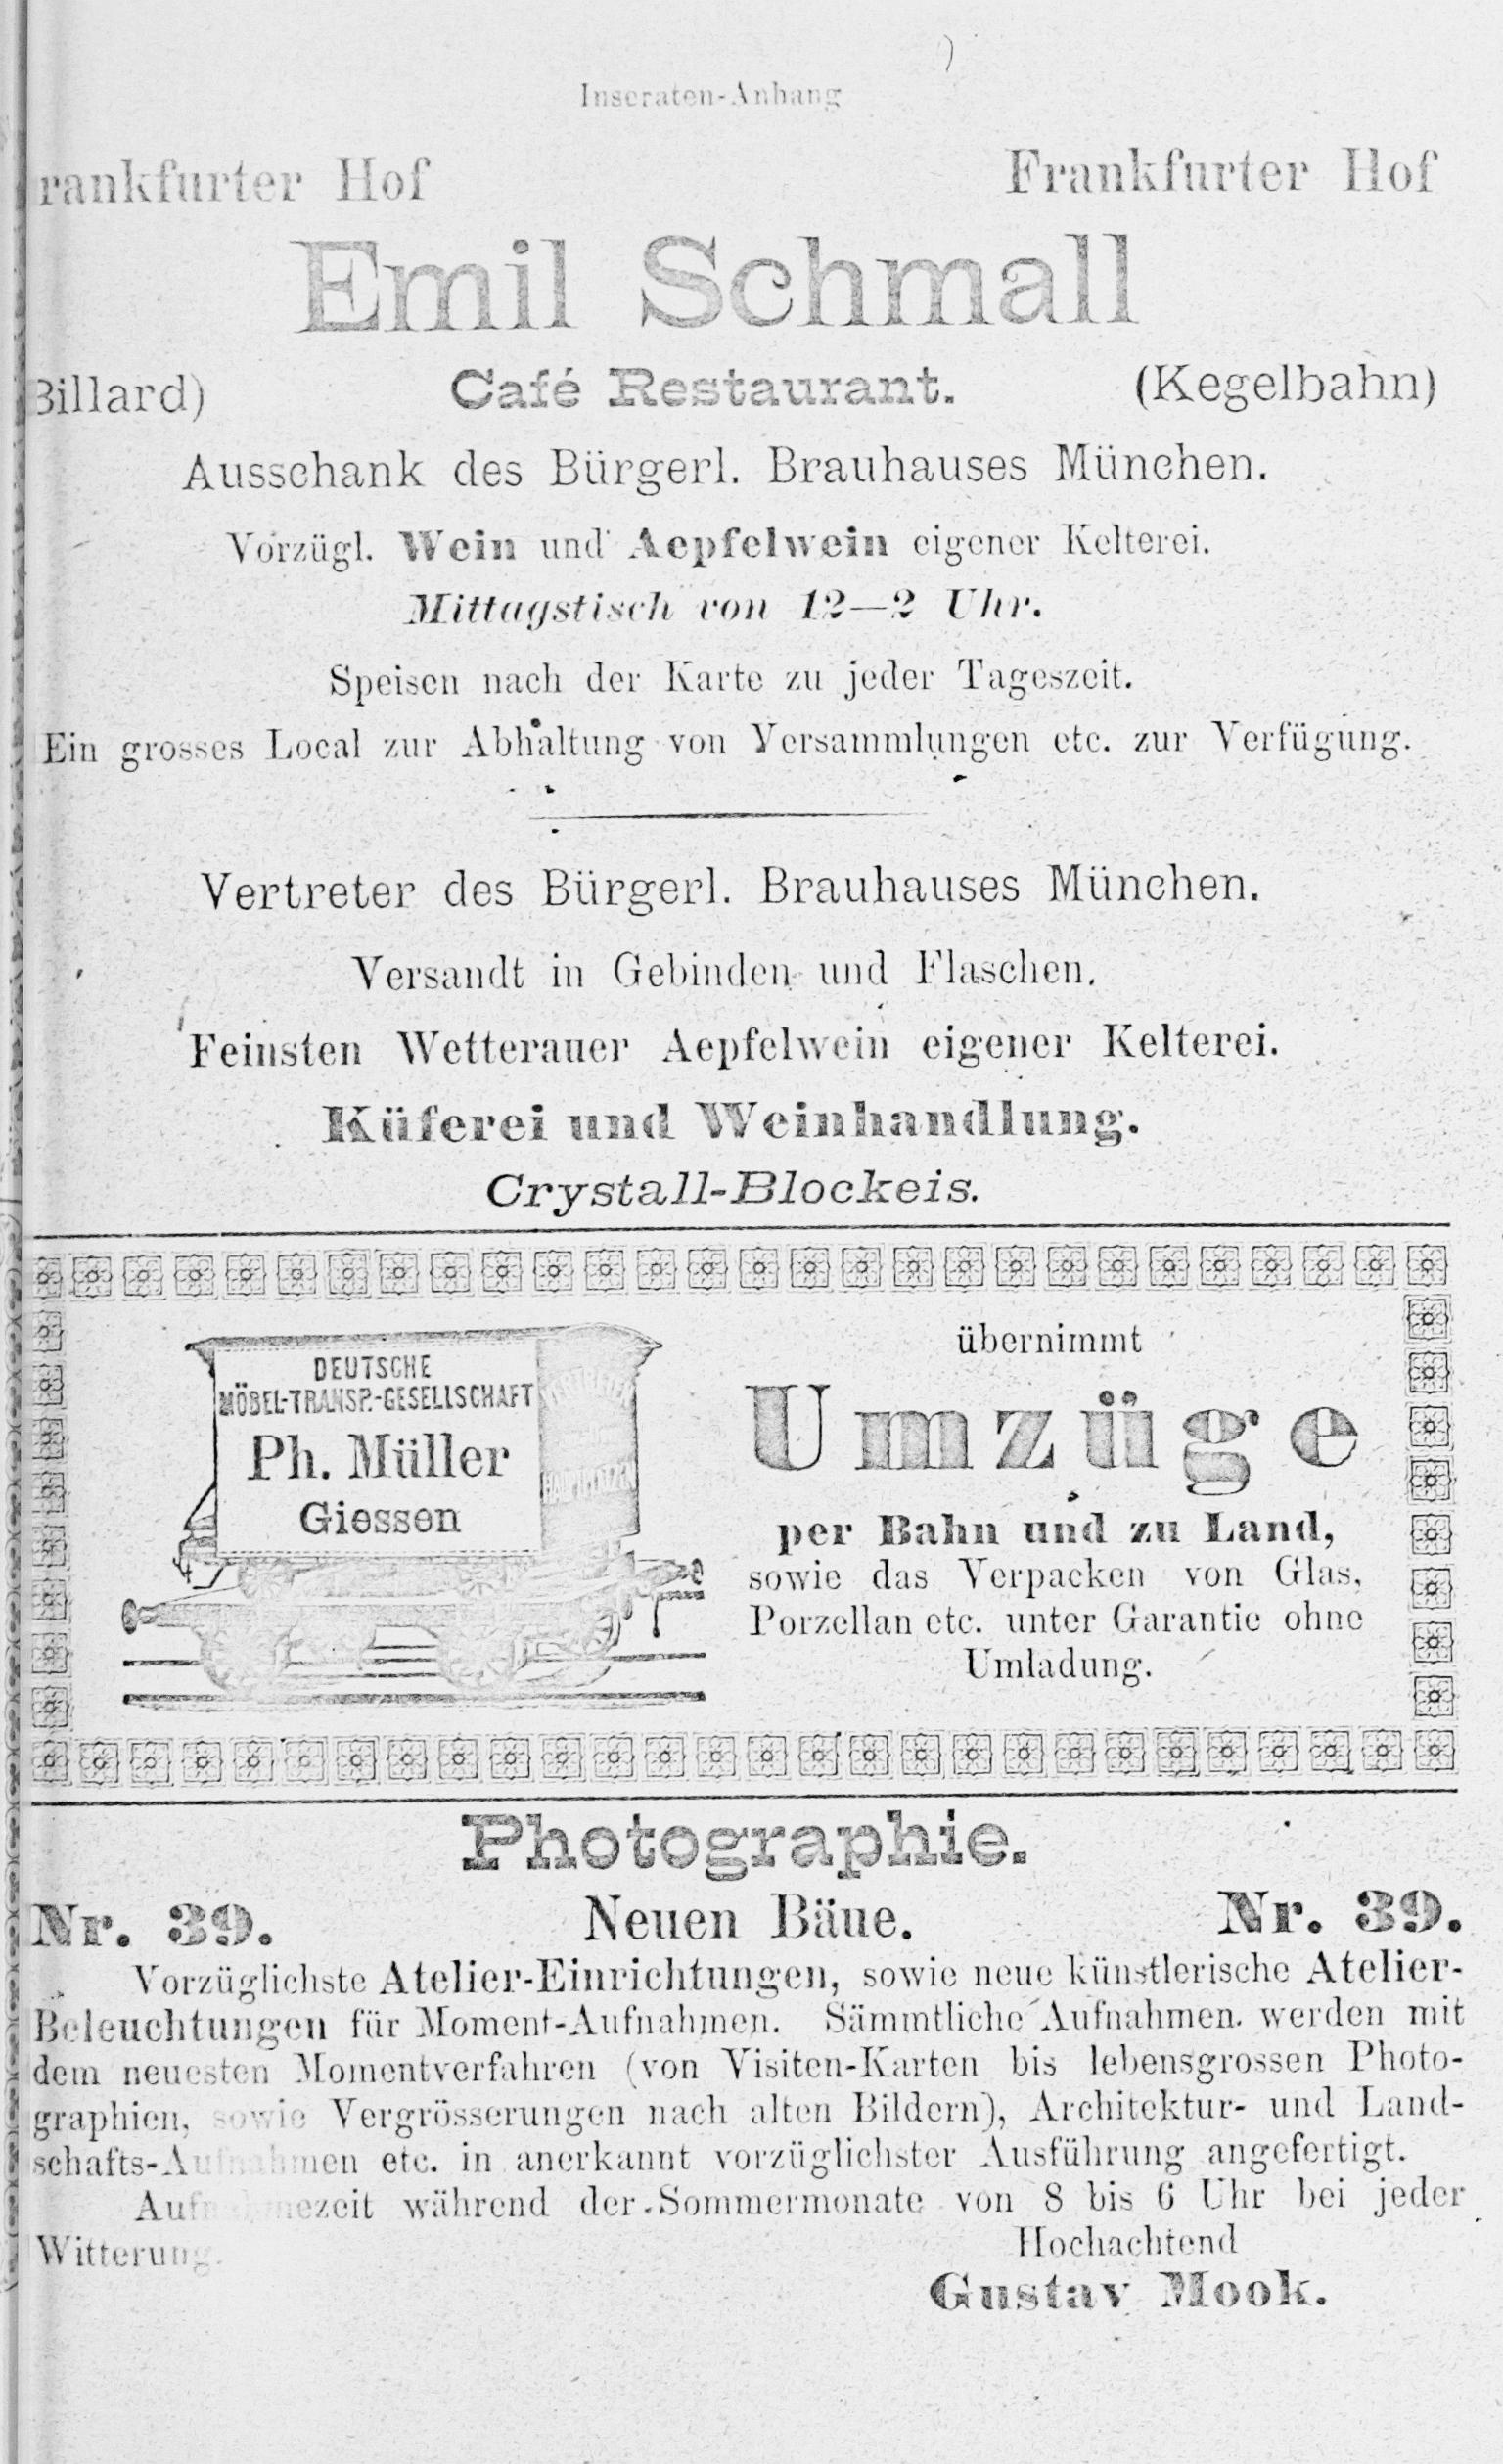 Inseraten-Anhang
rankfurter Hof Frankfurter Hof
Emil Schmall
Billard) Café Restaurant. (Kegelbahn)
Ausschank des Bürgerl. Brauhauses München.
Vorzügl. Wein und Aepfelwein eigener Kelterei.
Mittagstisch von 12—2 Uhr.
Speisen nach der Karte zu jeder Tageszeit.
Ein grosses Local zur Abhaltung von Versammlungen etc. zur Verfügung.
Vertreter des Bürgerl. Brauhauses München.
Versandt in Gebinden und Flaschen.
Feinsten Wetterauer Aepfelwein eigener Kelterei.
Küferei und Weinhandlung.
Crystall-Blockeis.
DEUTSCHE
MÖBEL-TRANSP.-GESELLSCHAFT
Ph. Müller
Giessen
übernimmt
Umzüge
per Bahn und zu Land,
sowie das Verpacken von Glas,
Porzellan etc. unter Garantie ohne
Umladung.
Photographie.
Nr. 39. Neuen Bäue. Nr. 39.
Vorzüglichste Atelier-Einrichtungen, sowie neue künstlerische Atelier-
Beleuchtungen für Moment-Aufnahmen. Sämmtliche Aufnahmen werden mit
dem neuesten Momentverfahren (von Visiten-Karten bis lebensgrossen Photo-
graphien, sowie Vergrösserungen nach alten Bildern), Architektur- und Land-
schafts-Aufnahmen etc. in anerkannt vorzüglichster Ausführung angefertigt.
Aufnahmezeit während der Sommermonate von 8 bis 6 Uhr bei jeder
Witterung.
Hochachtend
Gustav Mook.